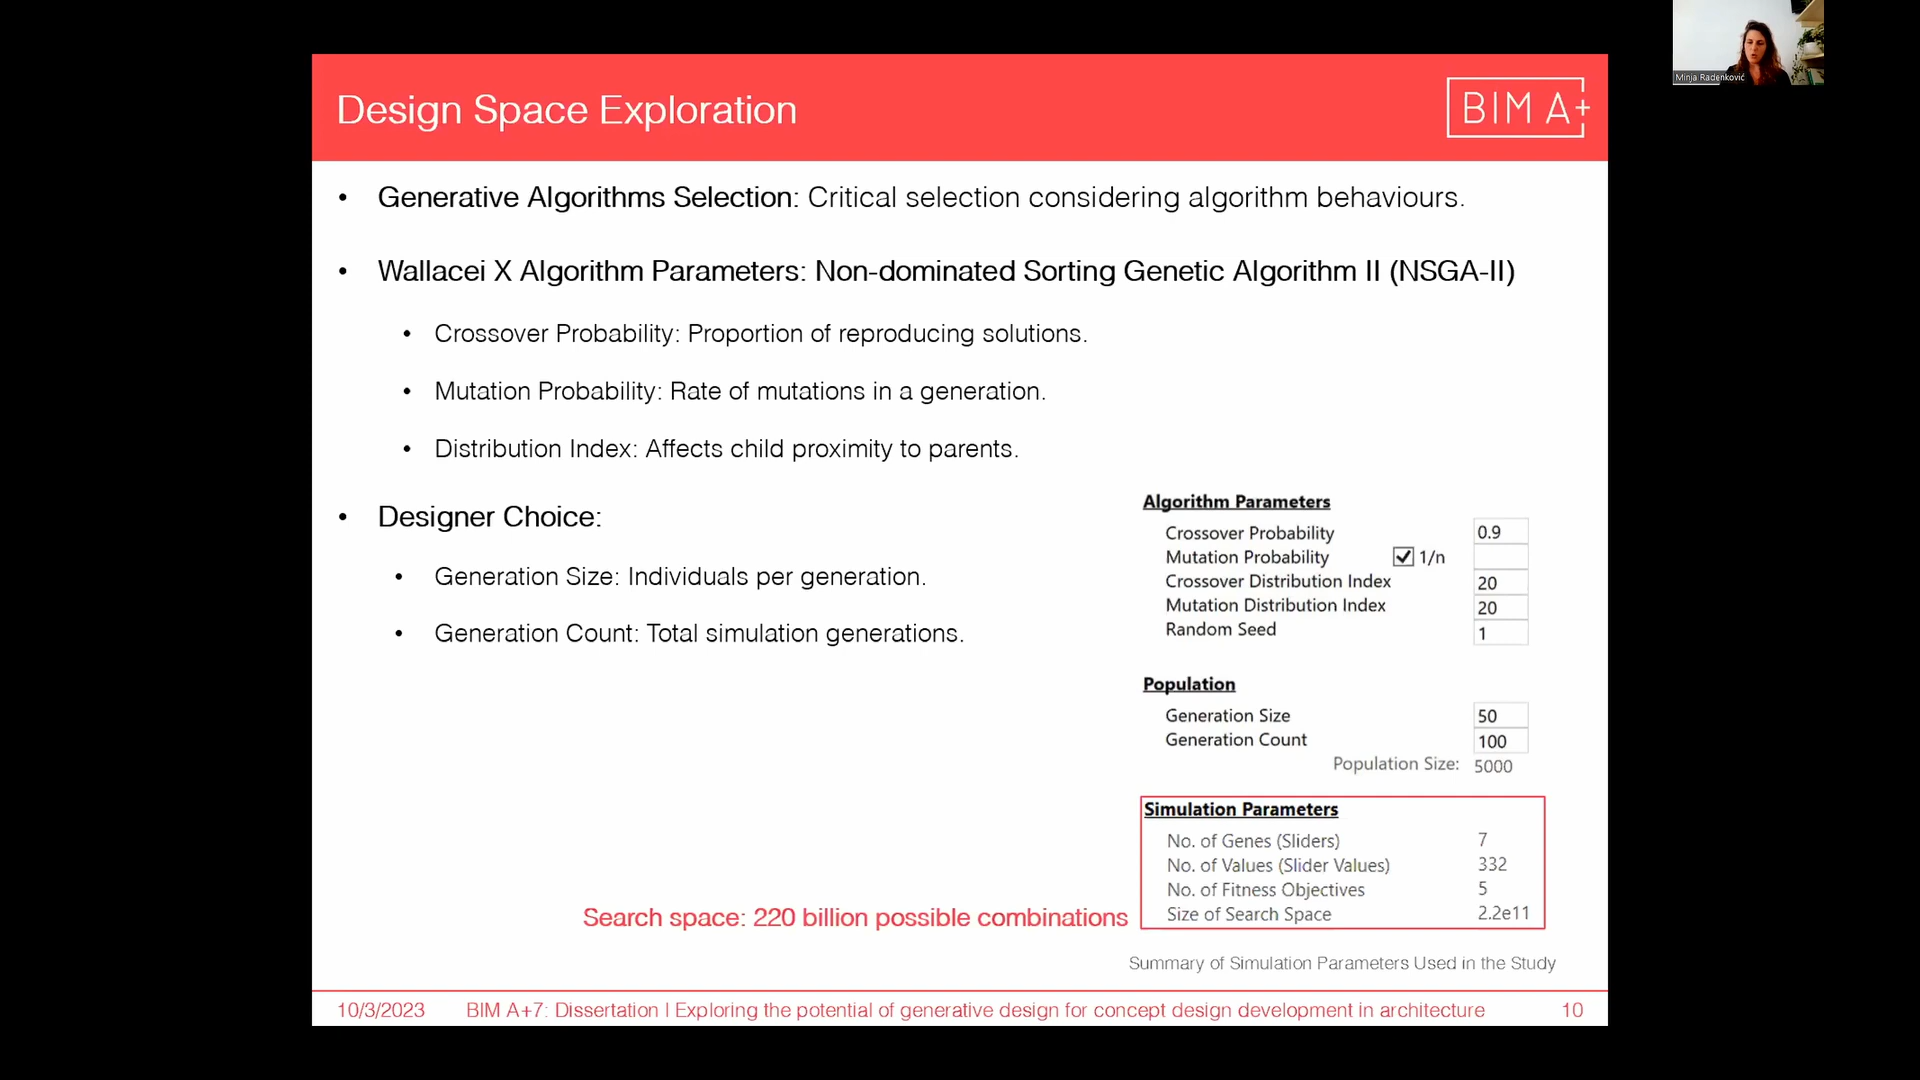 Minja Radenković
Design Space Exploration
BIM A+
• Generative Algorithms Selection: Critical selection considering algorithm behaviours.
• Wallacei X Algorithm Parameters: Non-dominated Sorting Genetic Algorithm II (NSGA-II)
• Crossover Probability: Proportion of reproducing solutions.
• Mutation Probability: Rate of mutations in a generation.
• Distribution Index: Affects child proximity to parents.
• Designer Choice:
• Generation Size: Individuals per generation.
• Generation Count: Total simulation generations.
Algorithm Parameters
Crossover Probability 0.9
Mutation Probability 1/n
Crossover Distribution Index 20
Mutation Distribution Index 20
Random Seed 1
Population
Generation Size 50
Generation Count 100
Population Size: 5000
Simulation Parameters
No. of Genes (Sliders) 7
No. of Values (Slider Values) 332
No. of Fitness Objectives 5
Size of Search Space 2.2e11
Search space: 220 billion possible combinations
Summary of Simulation Parameters Used in the Study
10/3/2023 BIM A+7: Dissertation | Exploring the potential of generative design for concept design development in architecture 10